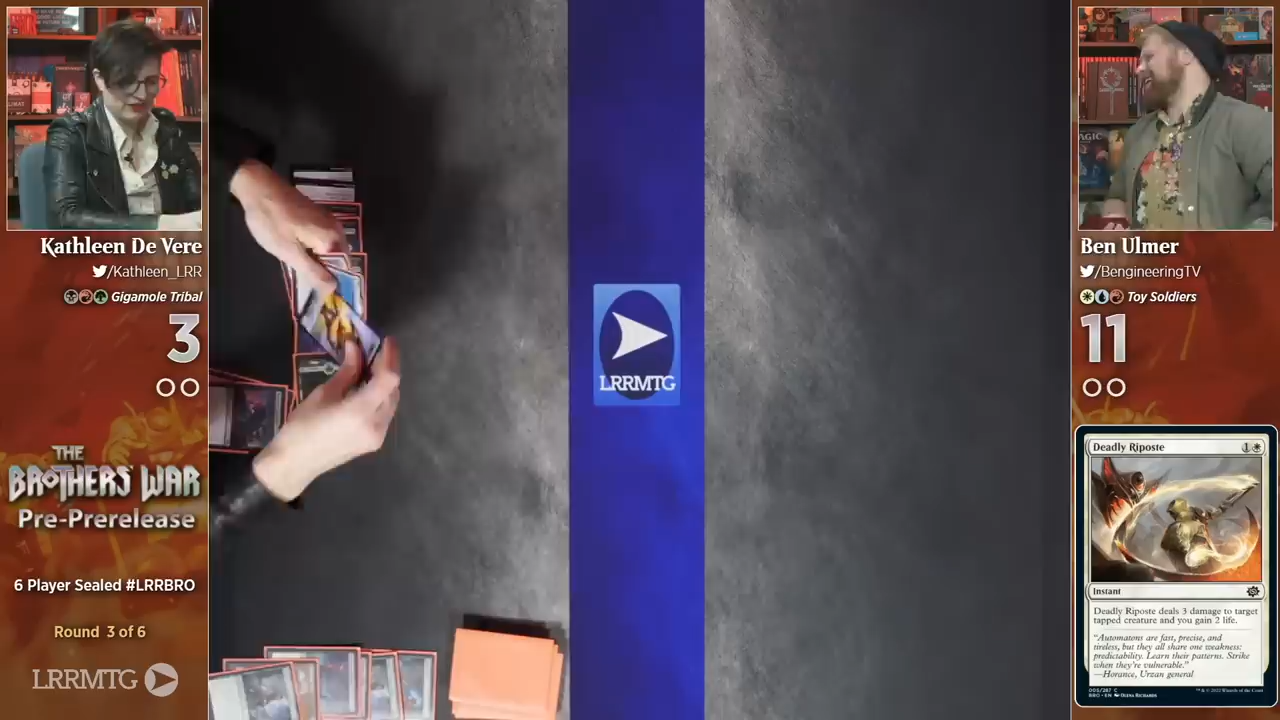 Kathleen De Vere
/Kathleen_LRR
Gigamole Tribal
3
THE
BROTHERS' WAR
Pre-Prerelease
6 Player Sealed #LRRBRO
Round 3 of 6
LRRMTG
LRRMTG
MAGIC
Ben Ulmer
/BengineeringTV
Toy Soldiers
11
Deadly Riposte 1
Instant
Deadly Riposte deals 3 damage to target
tapped creature and you gain 2 life.
"Automatons are fast, precise, and
tireless, but they all share one weakness:
predictability. Learn their patterns. Strike
when they're vulnerable."
—Horance, Urzan general